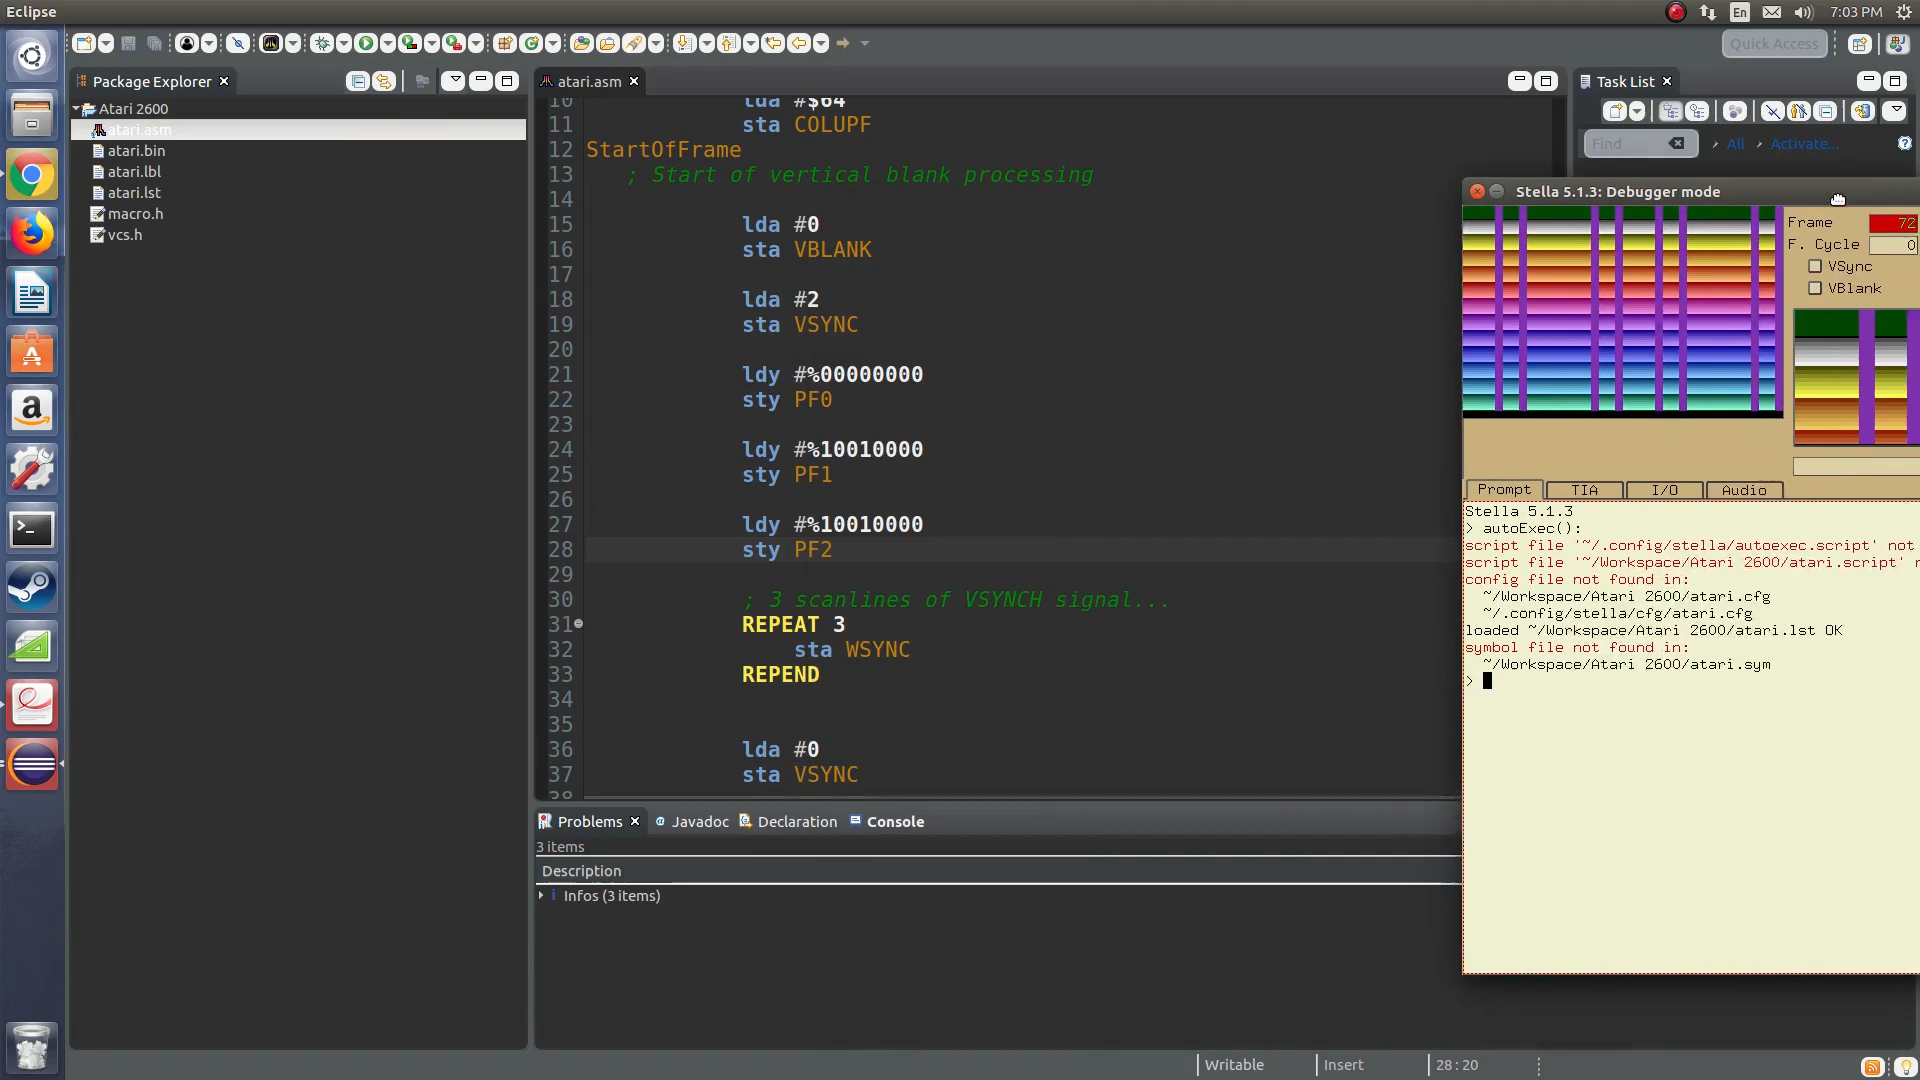 Eclipse
En
7:03 PM
Quick Access
Package Explorer
Atari 2600
atari.asm
atari.bin
atari.lbl
atari.lst
macro.h
vcs.h
atari.asm
10 lda #$64
11 sta COLUPF
12 StartOfFrame
13 ; Start of vertical blank processing
14
15 lda #0
16 sta VBLANK
17
18 lda #2
19 sta VSYNC
20
21 ldy #%00000000
22 sty PF0
23
24 ldy #%10010000
25 sty PF1
26
27 ldy #%10010000
28 sty PF2
29
30 ; 3 scanlines of VSYNCH signal...
31 REPEAT 3
32 sta WSYNC
33 REPEND
34
35
36 lda #0
37 sta VSYNC
38
Task List
Find
All
Activate...
Stella 5.1.3: Debugger mode
Frame 72
F. Cycle 0
VSync
VBlank
Prompt TIA I/O Audio
Stella 5.1.3
> autoExec():
script file '~/.config/stella/autoexec.script' not
script file '~/Workspace/Atari 2600/atari.script'
config file not found in:
~/Workspace/Atari 2600/atari.cfg
~/.config/stella/cfg/atari.cfg
loaded ~/Workspace/Atari 2600/atari.lst OK
symbol file not found in:
~/Workspace/Atari 2600/atari.sym
>
Problems
@ Javadoc
Declaration
Console
3 items
Description
Infos (3 items)
Writable
Insert
28:20